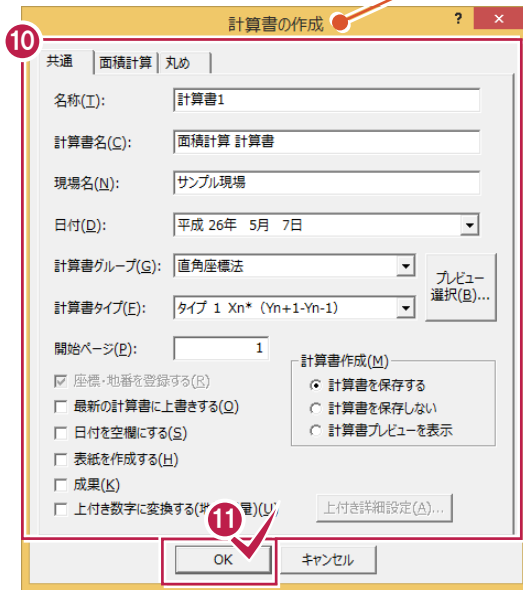 計算書の作成 ? ×
⑩
共通 面積計算 丸め
名称(T): 計算書1
計算書名(C): 面積計算 計算書
現場名(N): サンプル現場
日付(D): 平成 26年 5月 7日
計算書グループ(G): 直角座標法
プレビュー
選択(B)...
計算書タイプ(F): タイプ 1 Xn* (Yn+1-Yn-1)
開始ページ(P): 1
計算書作成(M)
座標・地番を登録する(R)
計算書を保存する
最新の計算書に上書きする(O)
計算書を保存しない
日付を空欄にする(S)
計算書プレビューを表示
表紙を作成する(H)
成果(K)
上付き数字に変換する(地 量)(U)
上付き詳細設定(A)...
⑪
OK キャンセル